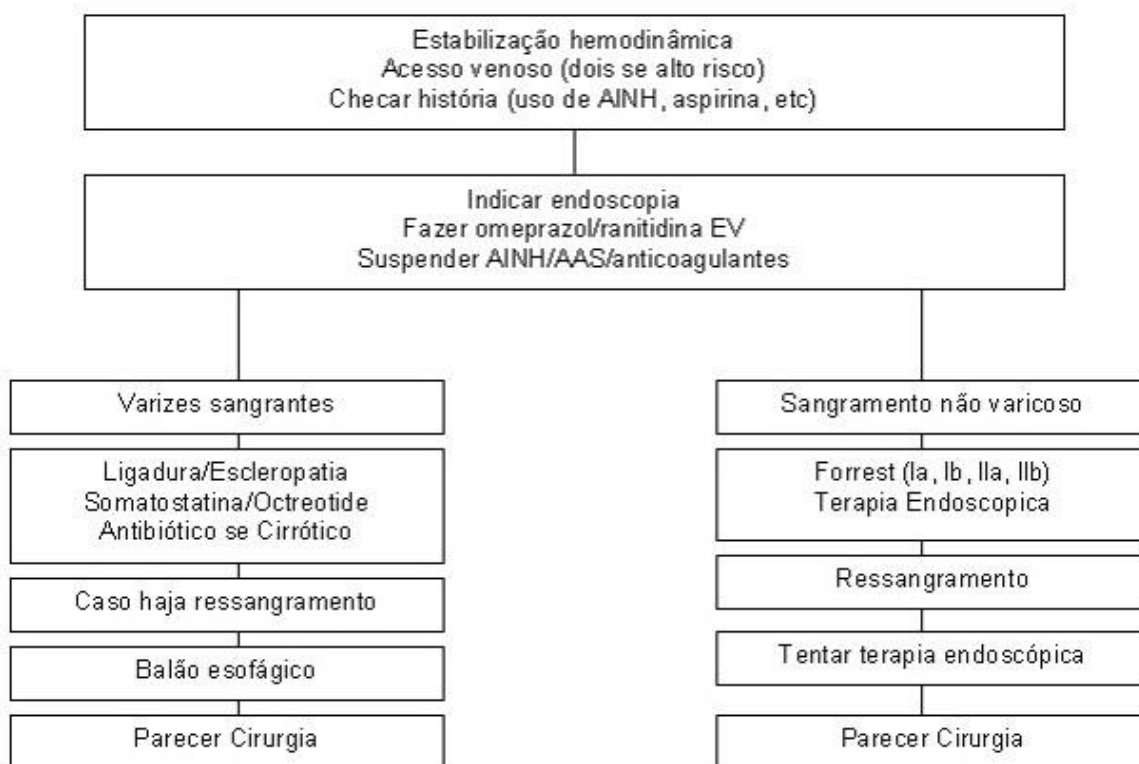 Estabilização hemodinâmica
Acesso venoso (dois se alto risco)
Checar história (uso de AINH, aspirina, etc)
Indicar endoscopia
Fazer omeprazol/ranitidina EV
Suspender AINH/AAS/anticoagulantes
Varizes sangrantes
Ligadura/Escleropatia
Somatostatina/Octreotide
Antibiótico se Cirrótico
Caso haja ressangramento
Balão esofágico
Parecer Cirurgia
Sangramento não varicoso
Forrest (Ia, Ib, IIa, IIb)
Terapia Endoscopica
Ressangramento
Tentar terapia endoscópica
Parecer Cirurgia